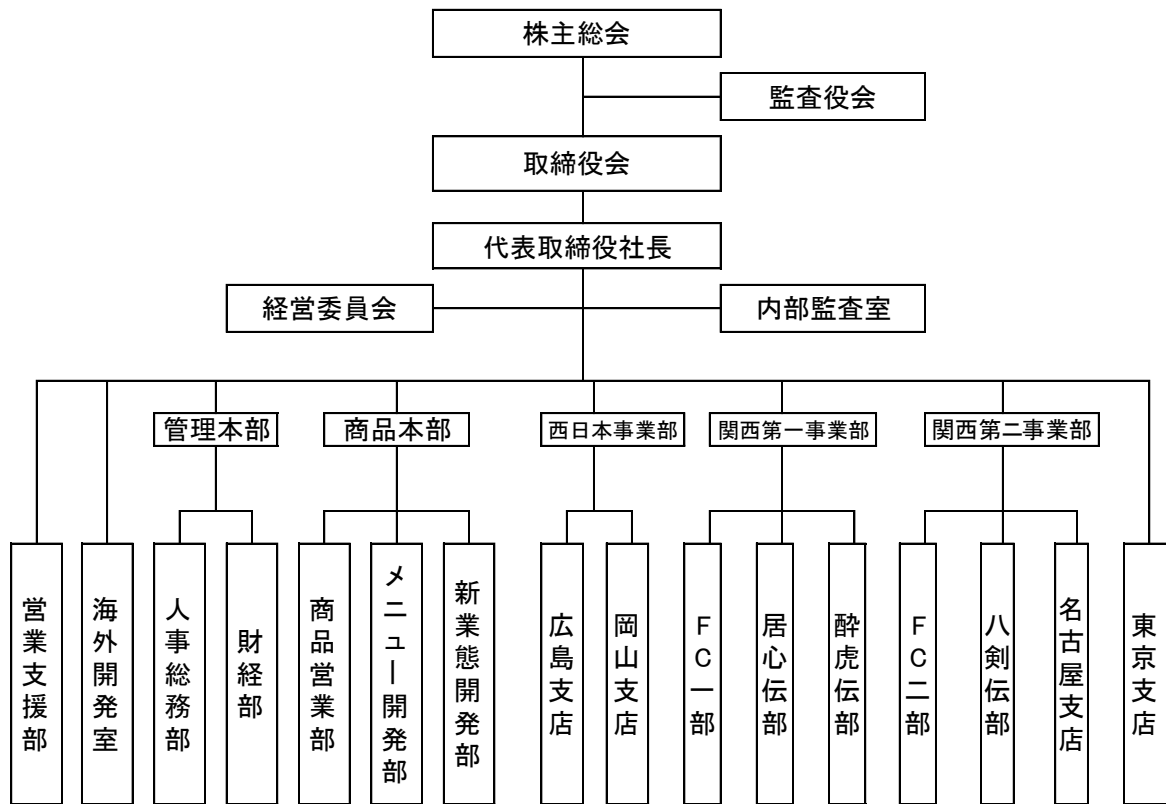 株主総会
監査役会
取締役会
代表取締役社長
経営委員会
内部監査室
管理本部
商品本部
西日本事業部
関西第一事業部
関西第二事業部
営業支援部
海外開発室
人事総務部
財経部
商品営業部
メニュー開発部
新業態開発部
広島支店
岡山支店
FC一部
居心伝部
酔虎伝部
FC二部
八剣伝部
名古屋支店
東京支店